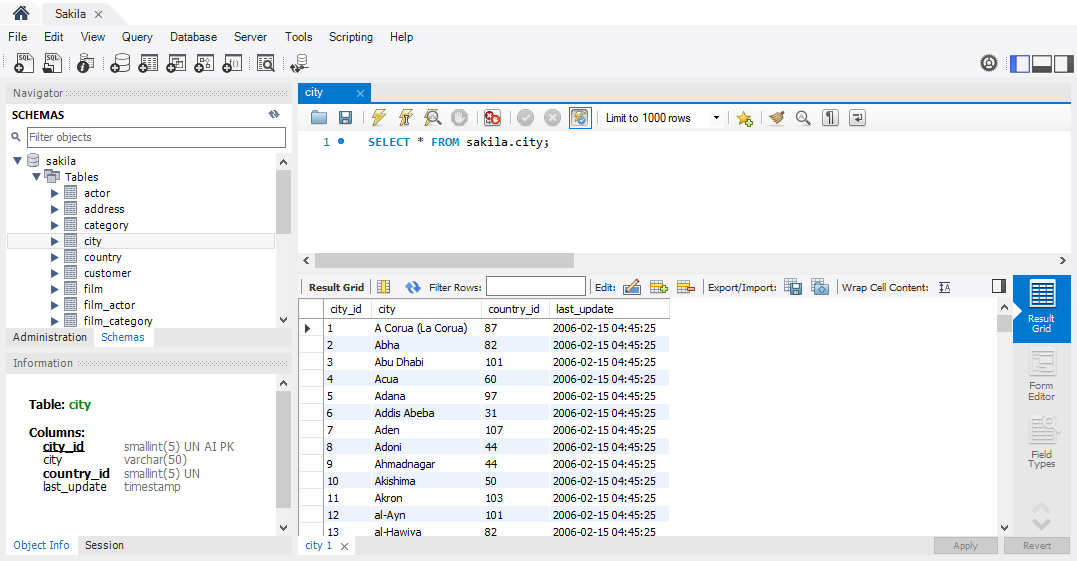 Sakila
File Edit View Query Database Server Tools Scripting Help
Navigator
SCHEMAS
Filter objects
sakila
Tables
actor
address
category
city
country
customer
film
film_actor
film_category
Administration Schemas
Information
Table: city
Columns:
city_id smallint(5) UN AI PK
city varchar(50)
country_id smallint(5) UN
last_update timestamp
Object Info Session
city
Limit to 1000 rows
1 SELECT * FROM sakila.city;
Result Grid Filter Rows: Edit: Export/Import: Wrap Cell Content:
city_id city country_id last_update
1 A Corua (La Corua) 87 2006-02-15 04:45:25
2 Abha 82 2006-02-15 04:45:25
3 Abu Dhabi 101 2006-02-15 04:45:25
4 Acua 60 2006-02-15 04:45:25
5 Adana 97 2006-02-15 04:45:25
6 Addis Abeba 31 2006-02-15 04:45:25
7 Aden 107 2006-02-15 04:45:25
8 Adoni 44 2006-02-15 04:45:25
9 Ahmadnagar 44 2006-02-15 04:45:25
10 Akishima 50 2006-02-15 04:45:25
11 Akron 103 2006-02-15 04:45:25
12 al-Ayn 101 2006-02-15 04:45:25
13 al-Hawiya 82 2006-02-15 04:45:25
Result
Grid
Form
Editor
Field
Types
city 1
Apply Revert